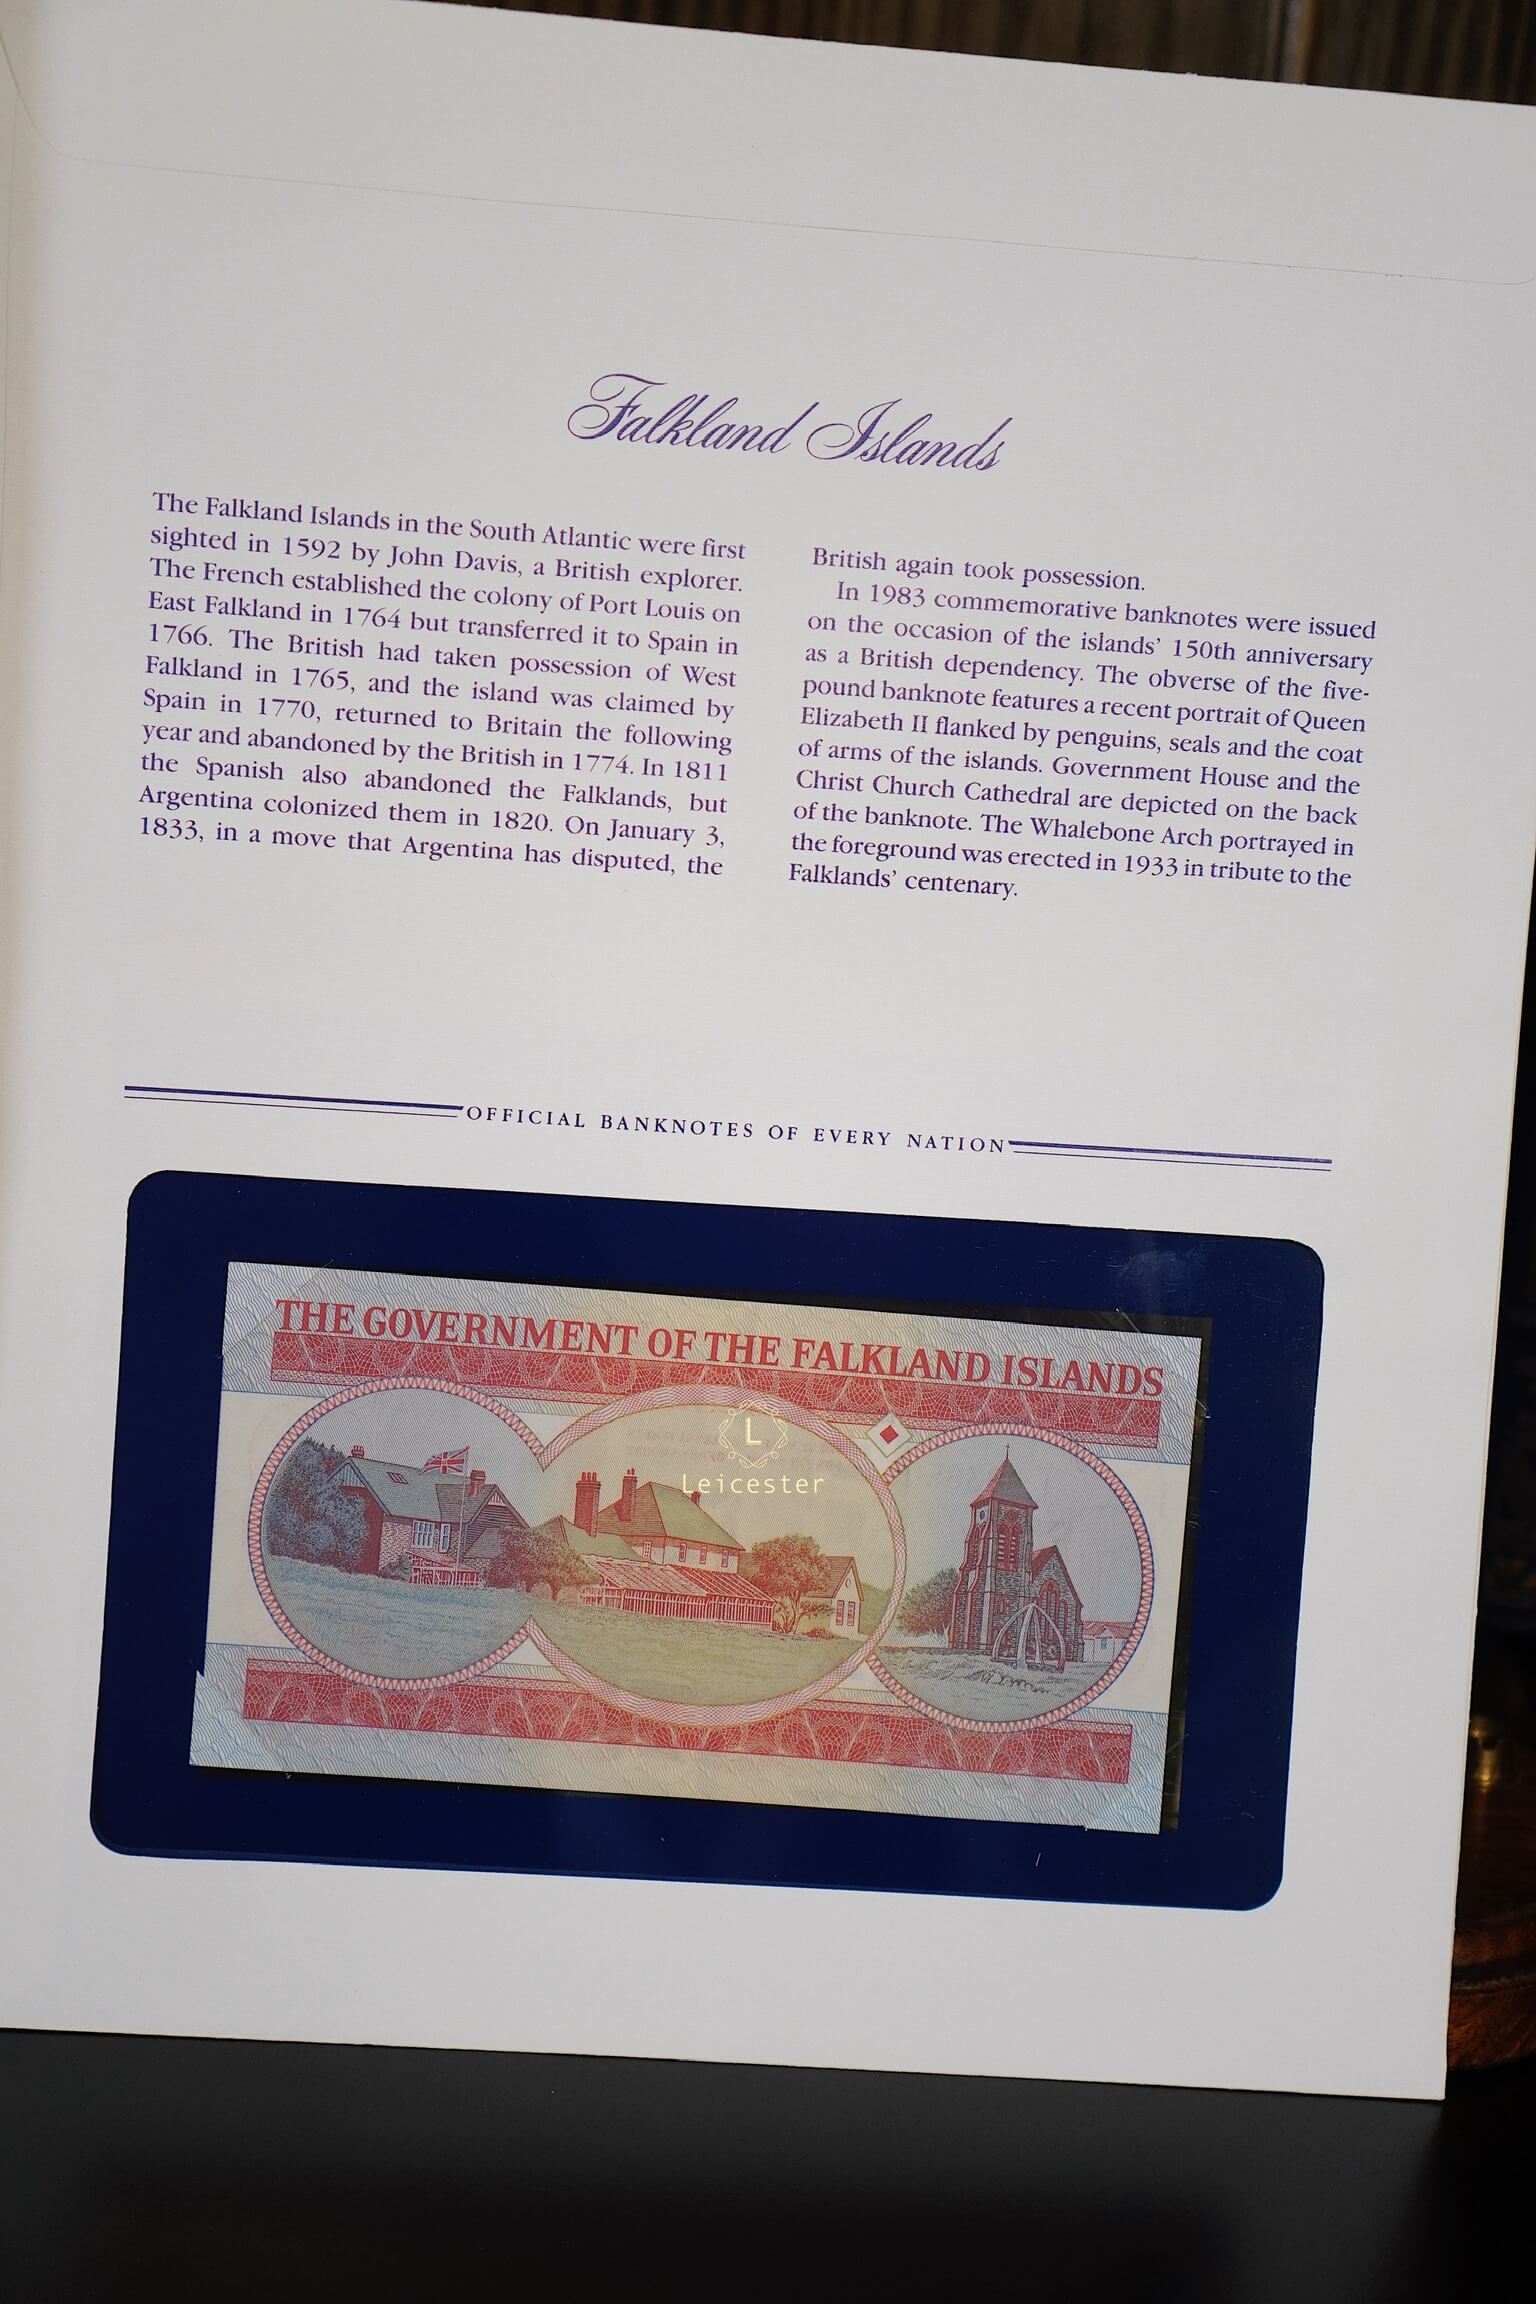 Falkland Islands
The Falkland Islands in the South Atlantic were first
sighted in 1592 by John Davis, a British explorer.
The French established the colony of Port Louis on
East Falkland in 1764 but transferred it to Spain in
1766. The British had taken possession of West
Falkland in 1765, and the island was claimed by
Spain in 1770, returned to Britain the following
year and abandoned by the British in 1774. In 1811
the Spanish also abandoned the Falklands, but
Argentina colonized them in 1820. On January 3,
1833, in a move that Argentina has disputed, the
British again took possession.
In 1983 commemorative banknotes were issued
on the occasion of the islands' 150th anniversary
as a British dependency. The obverse of the five-
pound banknote features a recent portrait of Queen
Elizabeth II flanked by penguins, seals and the coat
of arms of the islands. Government House and the
Christ Church Cathedral are depicted on the back
of the banknote. The Whalebone Arch portrayed in
the foreground was erected in 1933 in tribute to the
Falklands' centenary.
OFFICIAL BANKNOTES OF EVERY NATION
THE GOVERNMENT OF THE FALKLAND ISLANDS
L
Leicester